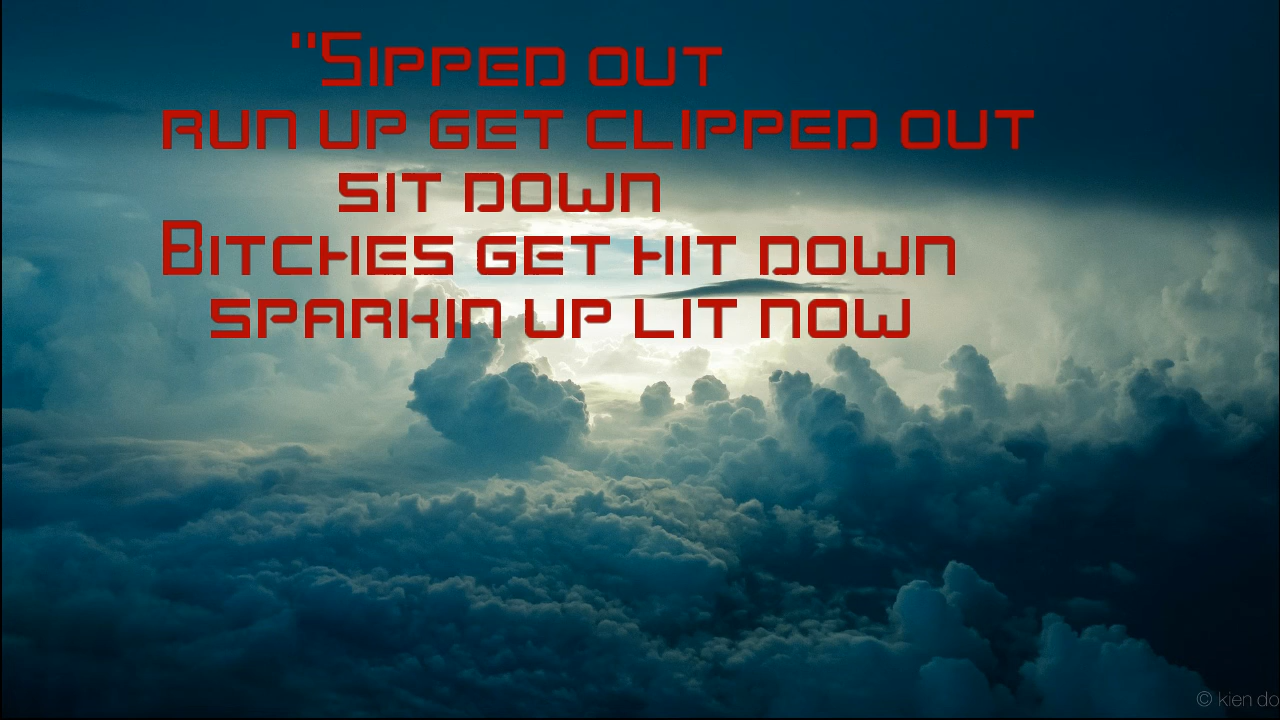 "Sipped out
run up get clipped out
sit down
Bitches get hit down
sparkin up lit now
© kien do